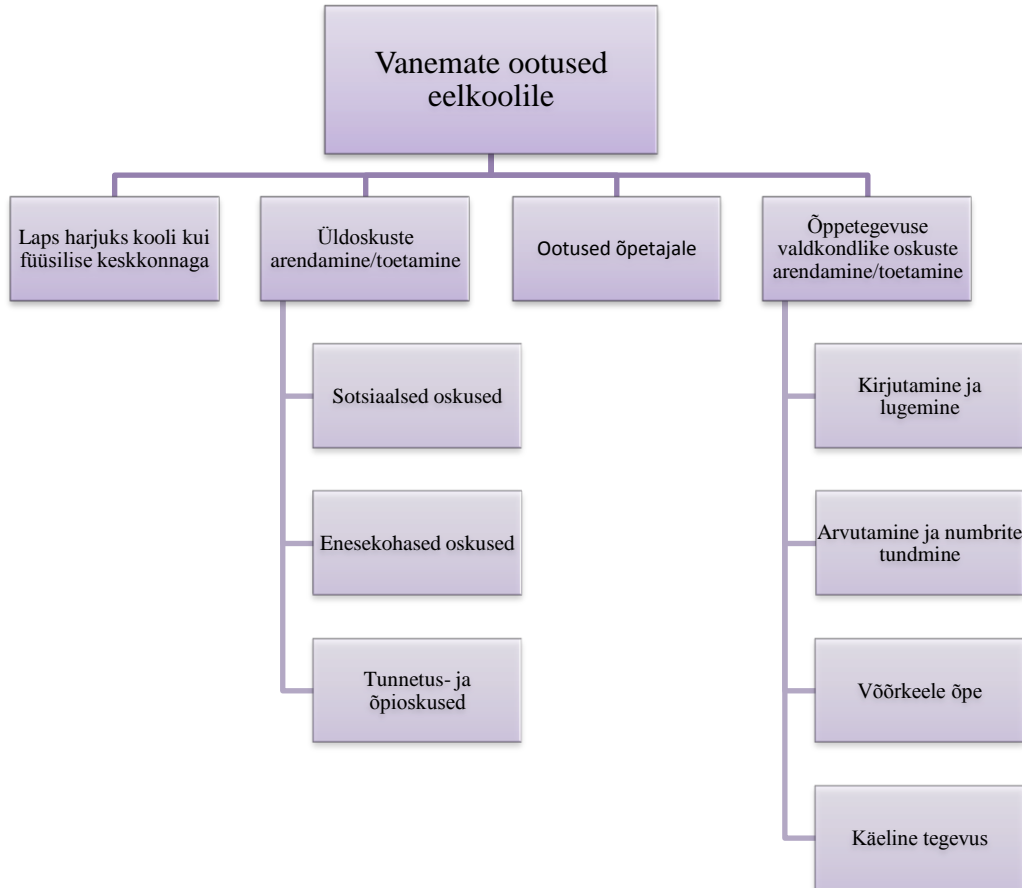 Vanemate ootused
eelkoolile
Laps harjuks kooli kui
füüsilise keskkonnaga
Üldoskuste
arendamine/toetamine
Ootused õpetajale
Õppetegevuse
valdkondlike oskuste
arendamine/toetamine
Sotsiaalsed oskused
Enesekohased oskused
Tunnetus- ja
õpioskused
Kirjutamine ja
lugemine
Arvutamine ja numbrite
tundmine
Võõrkeele õpe
Käeline tegevus